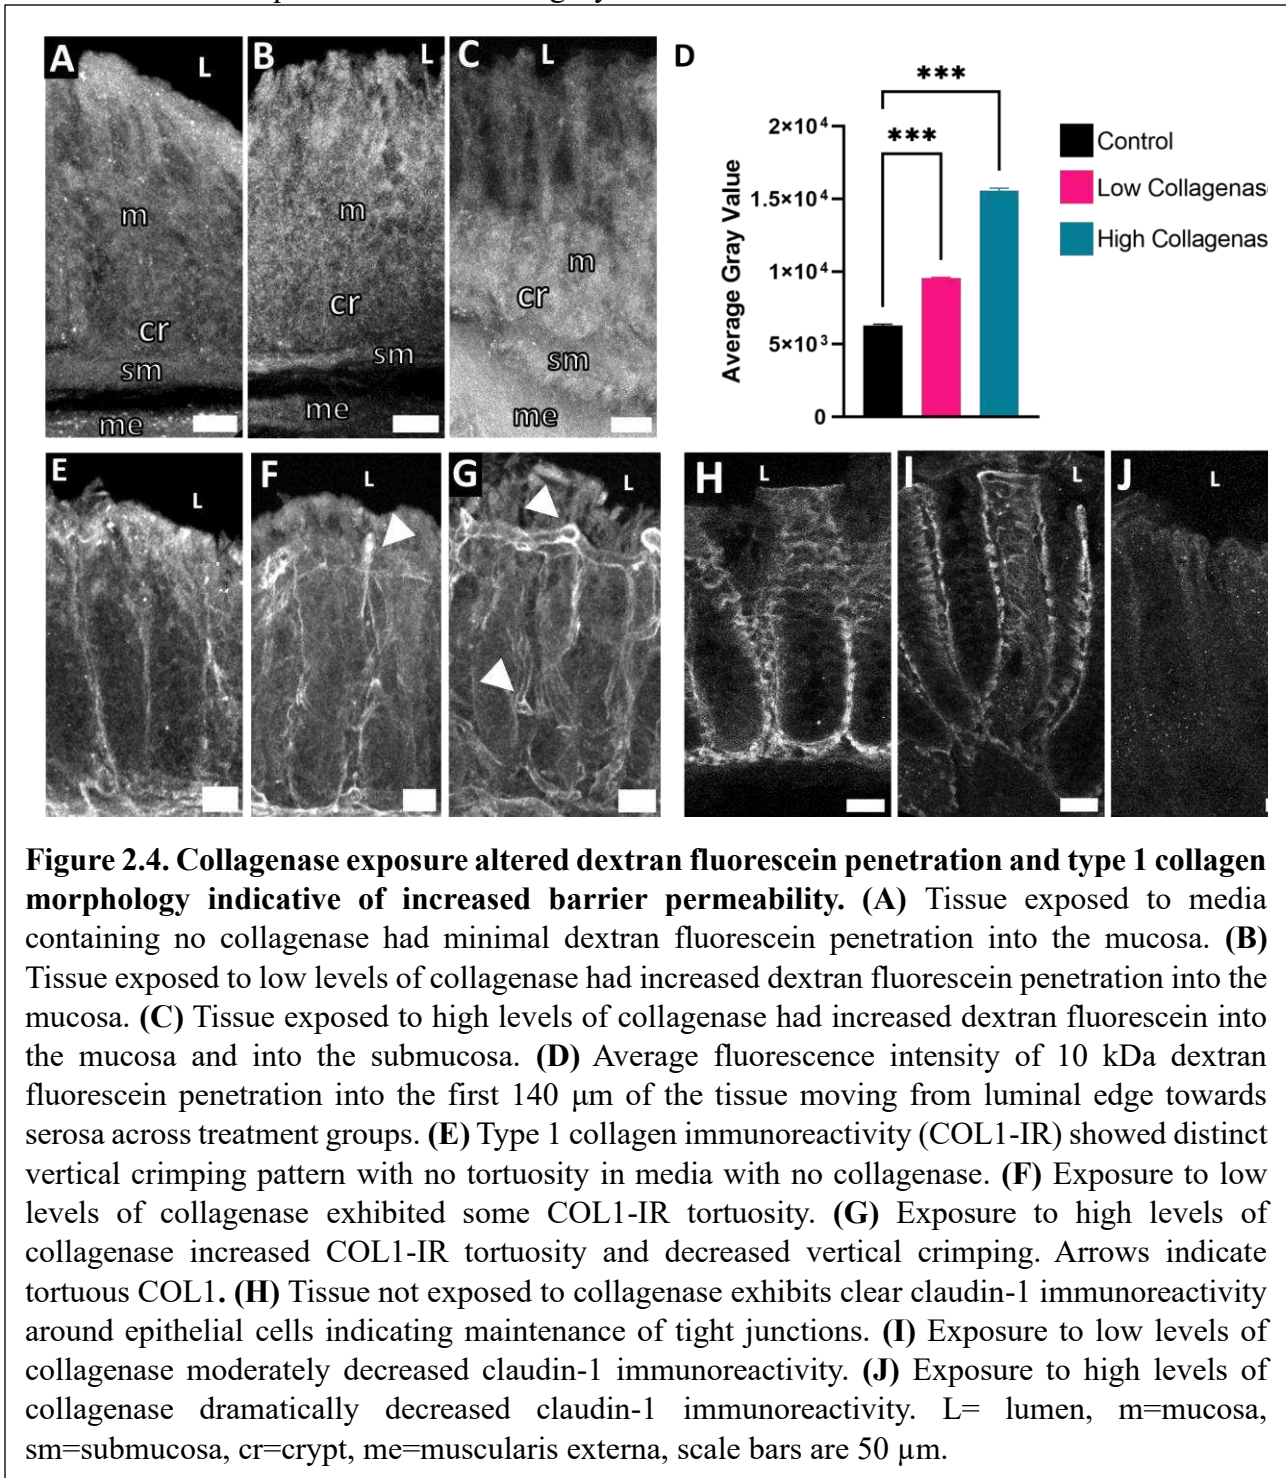 A
L
m
cr
sm
me
B
L
m
cr
sm
me
C
L
m
cr
sm
me
D
***
***
2×10⁴
1.5×10⁴
1×10⁴
5×10³
0
Average Gray Value
Control
Low Collagenas
High Collagenas
E
L
F
L
G
L
H
L
I
L
J
L
Figure 2.4. Collagenase exposure altered dextran fluorescein penetration and type 1 collagen
morphology indicative of increased barrier permeability. (A) Tissue exposed to media
containing no collagenase had minimal dextran fluorescein penetration into the mucosa. (B)
Tissue exposed to low levels of collagenase had increased dextran fluorescein penetration into the
mucosa. (C) Tissue exposed to high levels of collagenase had increased dextran fluorescein into
the mucosa and into the submucosa. (D) Average fluorescence intensity of 10 kDa dextran
fluorescein penetration into the first 140 μm of the tissue moving from luminal edge towards
serosa across treatment groups. (E) Type 1 collagen immunoreactivity (COL1-IR) showed distinct
vertical crimping pattern with no tortuosity in media with no collagenase. (F) Exposure to low
levels of collagenase exhibited some COL1-IR tortuosity. (G) Exposure to high levels of
collagenase increased COL1-IR tortuosity and decreased vertical crimping. Arrows indicate
tortuous COL1. (H) Tissue not exposed to collagenase exhibits clear claudin-1 immunoreactivity
around epithelial cells indicating maintenance of tight junctions. (I) Exposure to low levels of
collagenase moderately decreased claudin-1 immunoreactivity. (J) Exposure to high levels of
collagenase dramatically decreased claudin-1 immunoreactivity. L= lumen, m=mucosa,
sm=submucosa, cr=crypt, me=muscularis externa, scale bars are 50 μm.